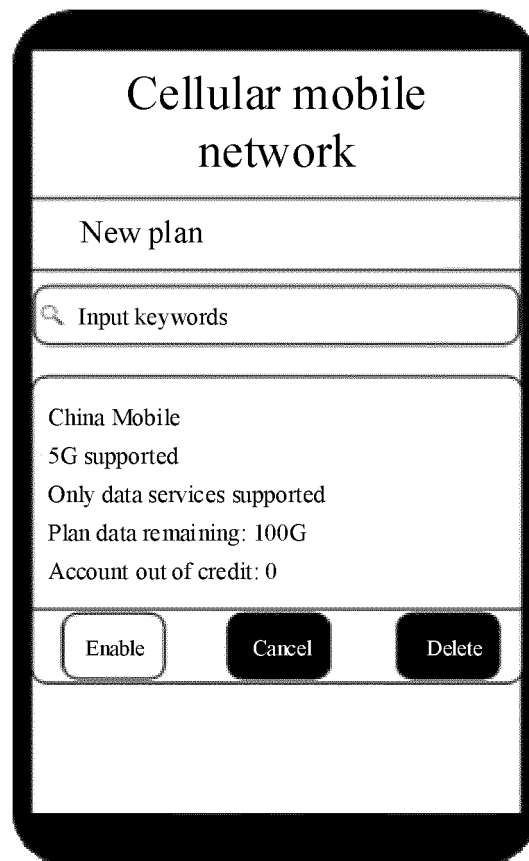 Cellular mobile
network
New plan
Input keywords
China Mobile
5G supported
Only data services supported
Plan data remaining: 100G
Account out of credit: 0
Enable
Cancel
Delete